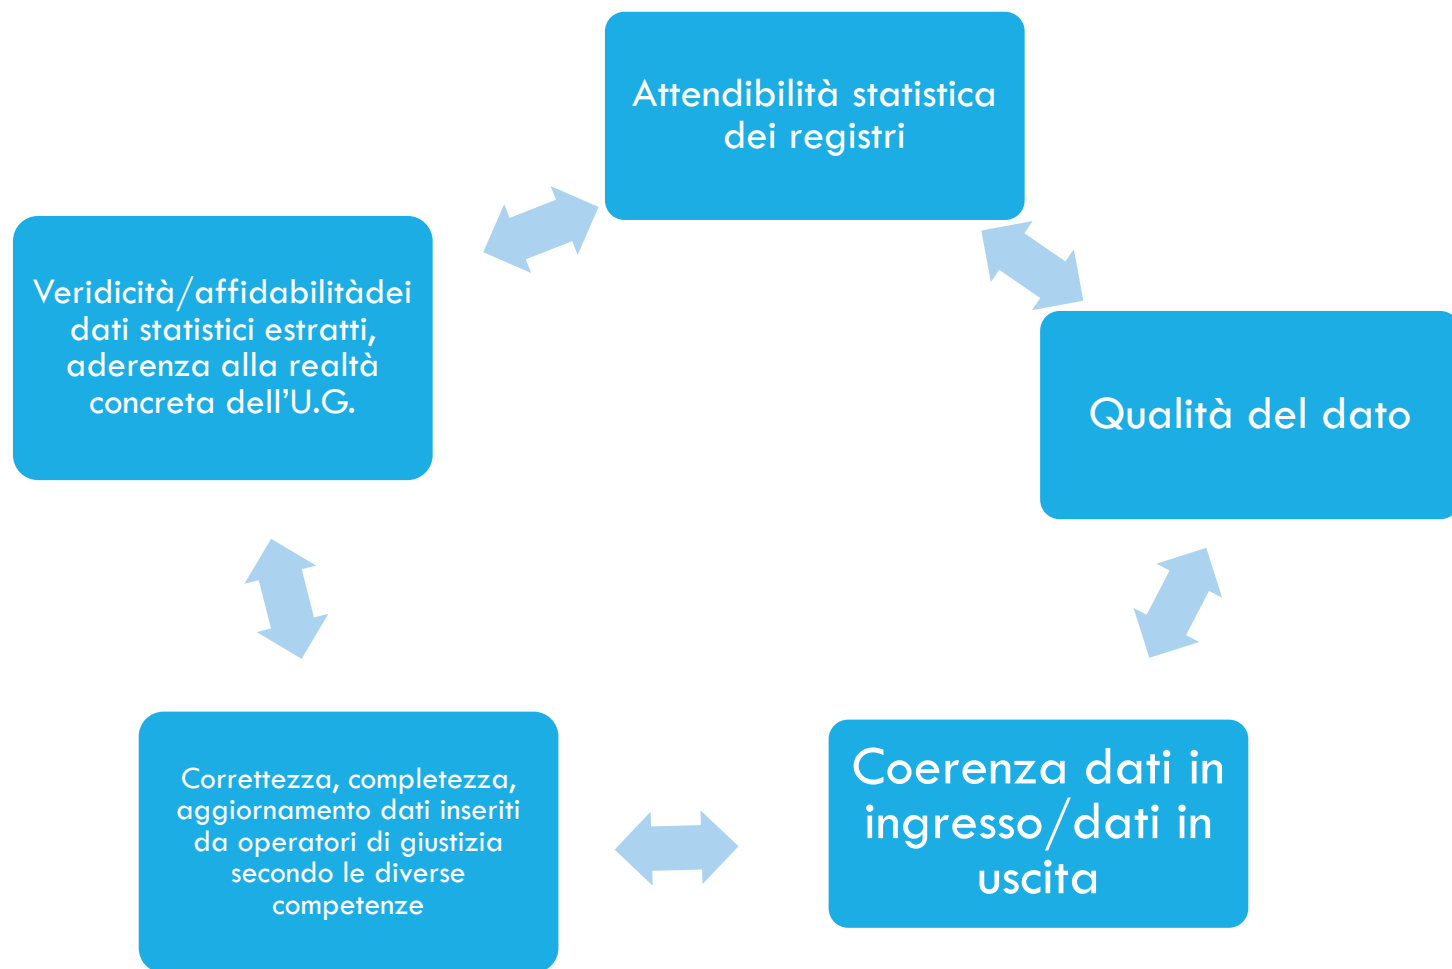 Attendibilità statistica
dei registri
Qualità del dato
Coerenza dati in
ingresso/dati in
uscita
Correttezza, completezza,
aggiornamento dati inseriti
da operatori di giustizia
secondo le diverse
competenze
Veridicità/affidabilitàdei
dati statistici estratti,
aderenza alla realtà
concreta dell’U.G.